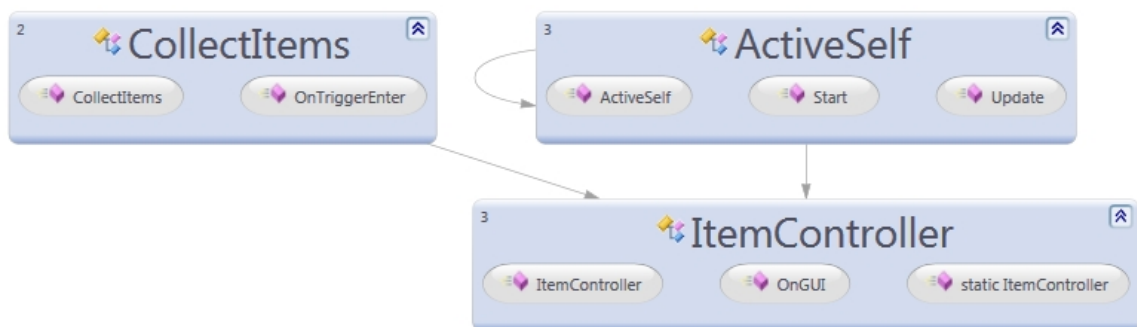 2
CollectItems
CollectItems
OnTriggerEnter
3
ActiveSelf
ActiveSelf
Start
Update
3
ItemController
ItemController
OnGUI
static ItemController